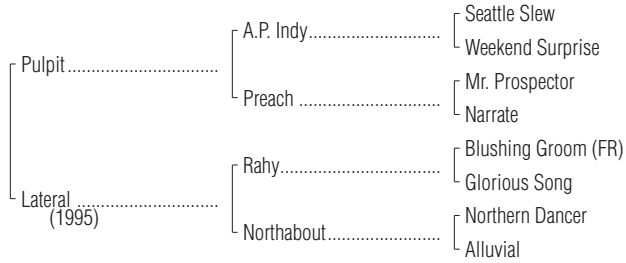 Seattle Slew
A.P. Indy..............................
Weekend Surprise
Pulpit.....................................
Mr. Prospector
Preach ................................
Narrate
Blushing Groom (FR)
Rahy....................................
Glorious Song
Lateral ...................................
(1995)
Northern Dancer
Northabout..........................
Alluvial